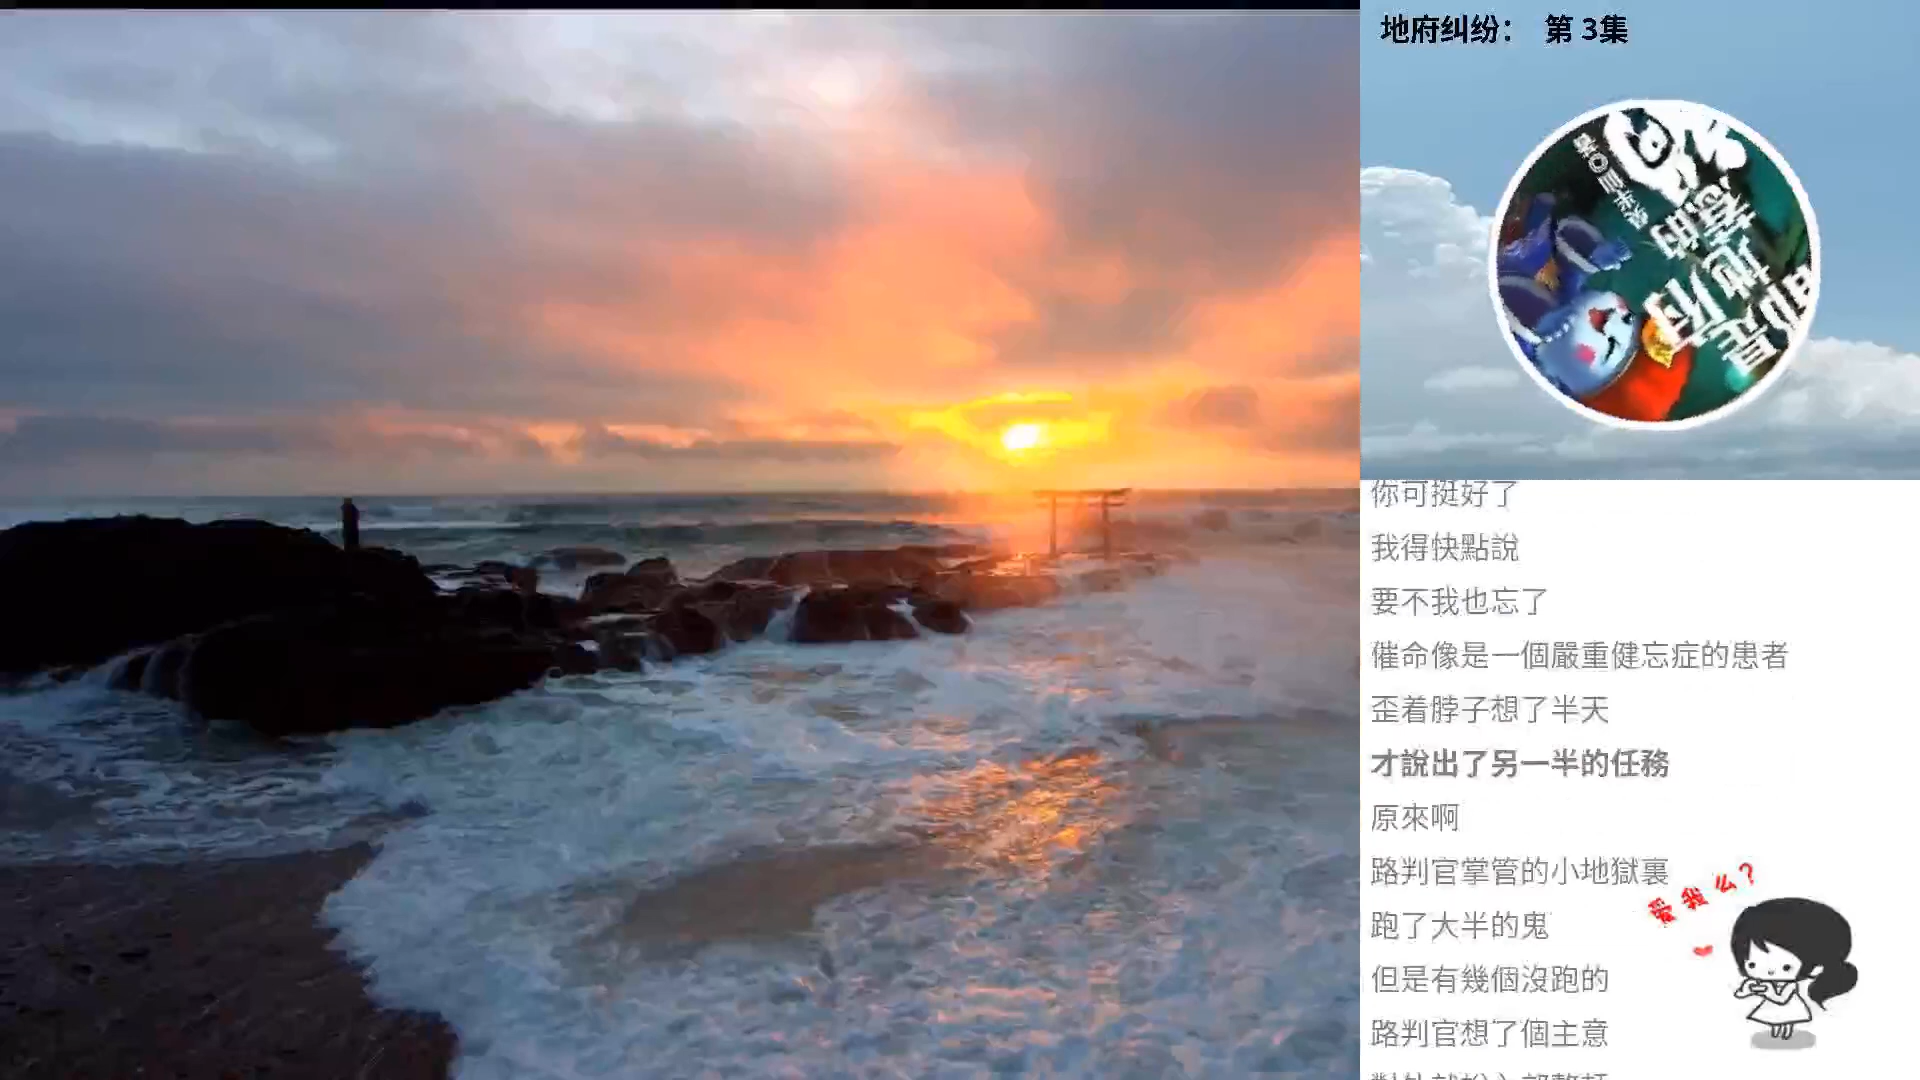 地府纠纷： 第 3集
你可挺好了
我得快點說
要不我也忘了
催命像是一個嚴重健忘症的患者
歪着脖子想了半天
才說出了另一半的任務
原來啊
路判官掌管的小地獄裏
跑了大半的鬼
但是有幾個沒跑的
路判官想了個主意
爱我么?